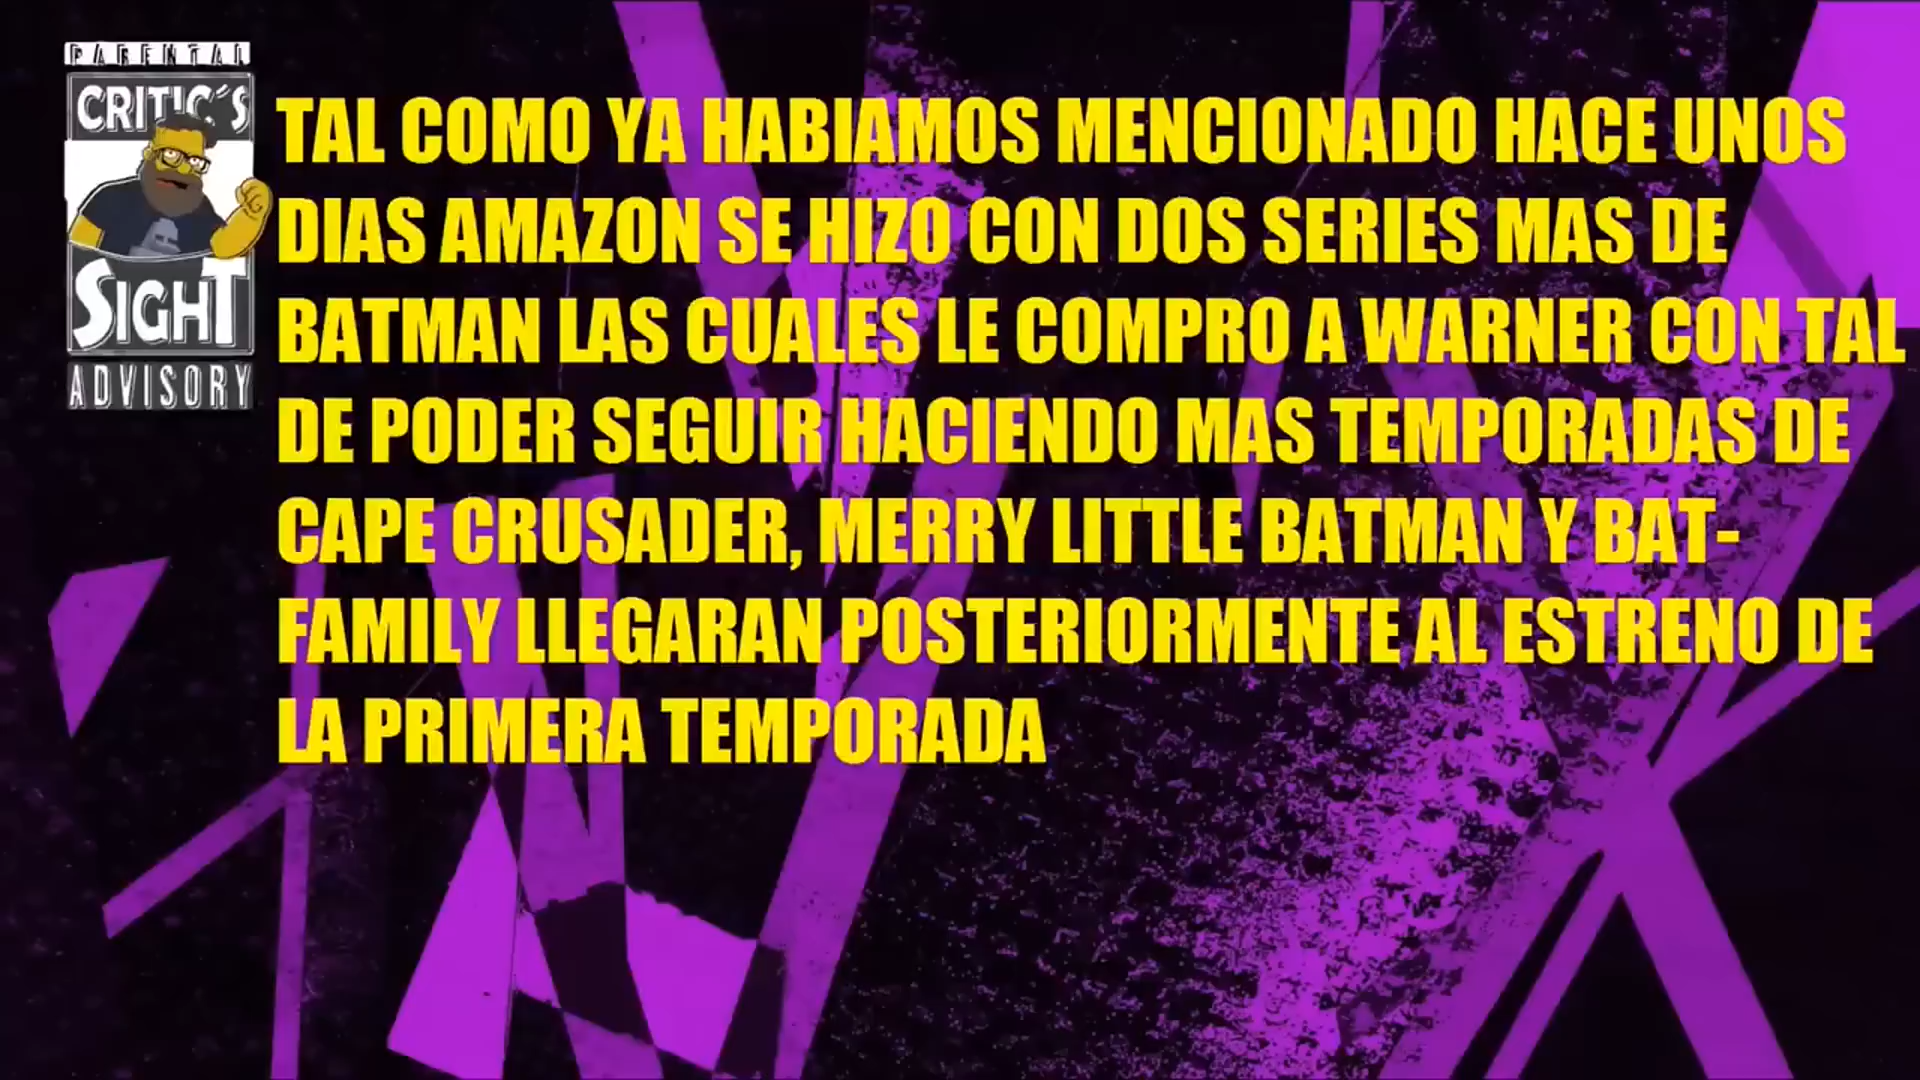 PARENTAL
CRITIC´S
SIGHT
ADVISORY
TAL COMO YA HABIAMOS MENCIONADO HACE UNOS
DIAS AMAZON SE HIZO CON DOS SERIES MAS DE
BATMAN LAS CUALES LE COMPRO A WARNER CON TAL
DE PODER SEGUIR HACIENDO MAS TEMPORADAS DE
CAPE CRUSADER, MERRY LITTLE BATMAN Y BAT-
FAMILY LLEGARAN POSTERIORMENTE AL ESTRENO DE
LA PRIMERA TEMPORADA